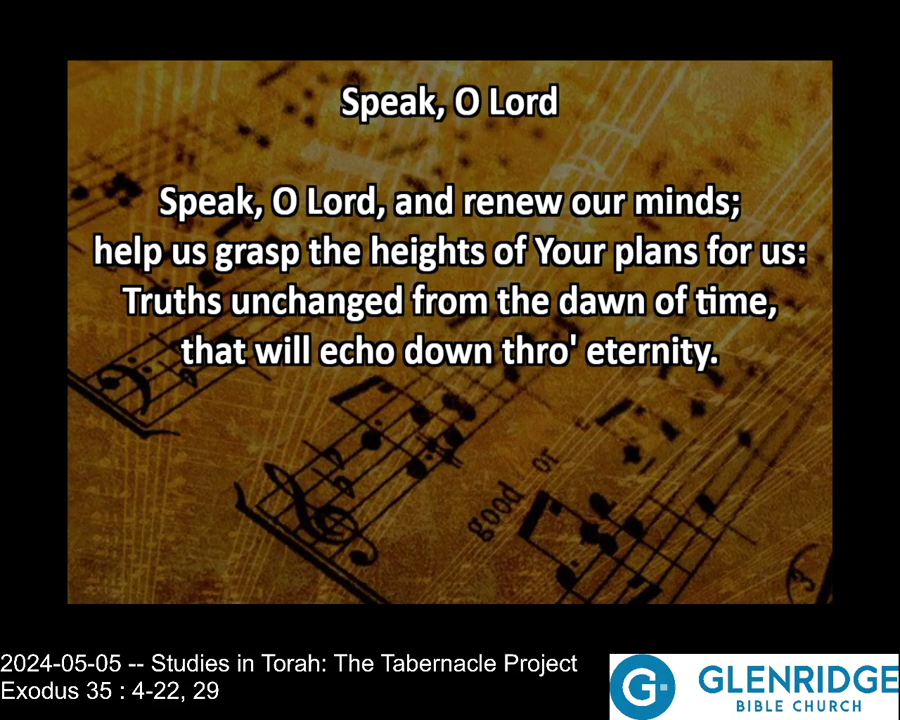 Speak, O Lord
Speak, O Lord, and renew our minds;
help us grasp the heights of Your plans for us:
Truths unchanged from the dawn of time,
that will echo down thro' eternity.
good or
2024-05-05 -- Studies in Torah: The Tabernacle Project
Exodus 35 : 4-22, 29
G
GLENRIDGE
BIBLE CHURCH